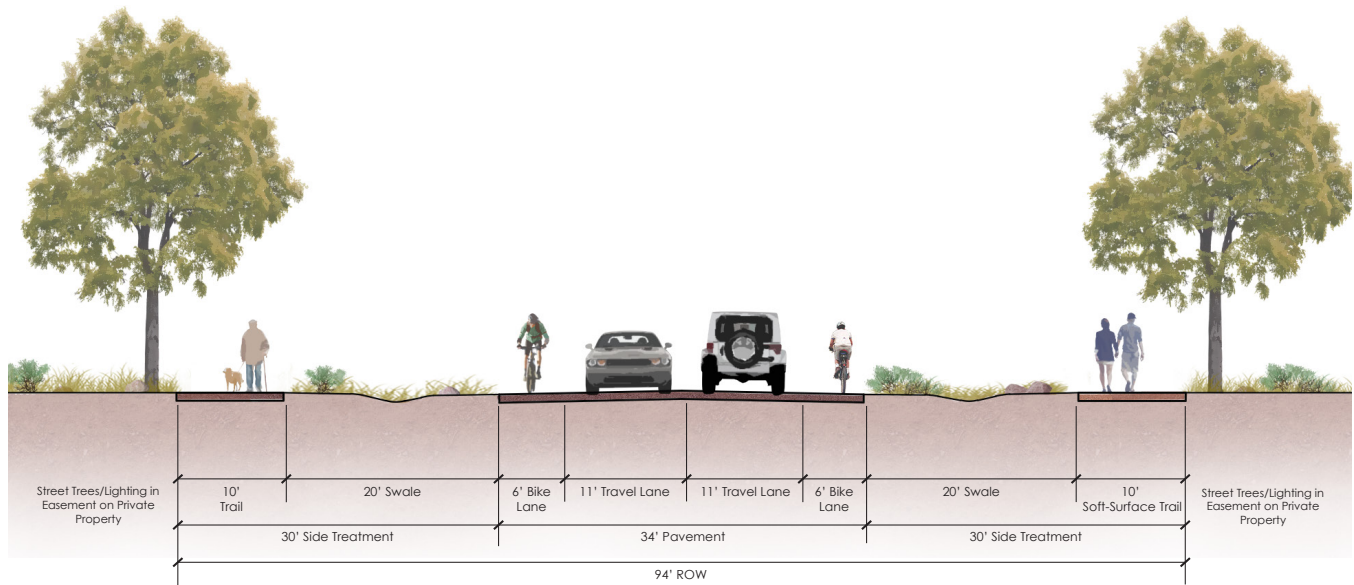 Street Trees/Lighting in
Easement on Private
Property
10’
Trail
20’ Swale
6’ Bike
Lane
11’ Travel Lane
11’ Travel Lane
6’ Bike
Lane
20’ Swale
10’
Soft-Surface Trail
Street Trees/Lighting in
Easement on Private
Property
30’ Side Treatment
34’ Pavement
30’ Side Treatment
94’ ROW